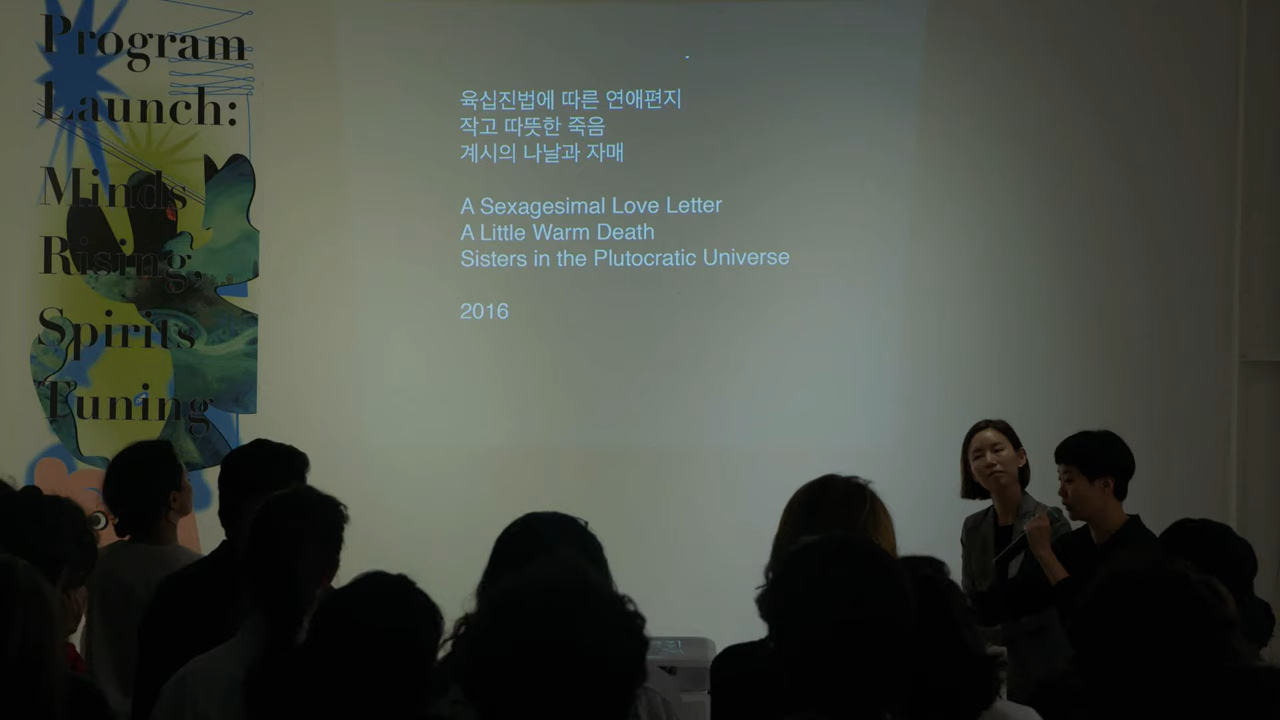 Program
Launch:
Minds
Rising,
Spirits
Tuning
육십진법에 따른 연애편지
작고 따뜻한 죽음
계시의 나날과 자매
A Sexagesimal Love Letter
A Little Warm Death
Sisters in the Plutocratic Universe
2016